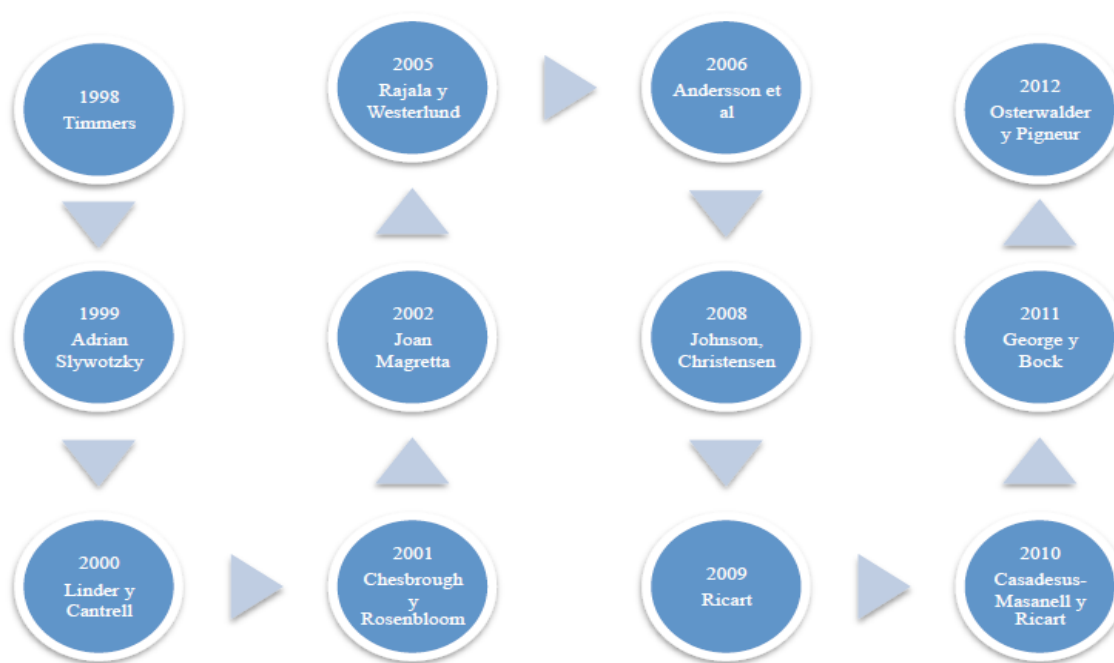 1998
Timmers
1999
Adrian
Slywotzky
2000
Linder y
Cantrell
2001
Chesbrough
y
Rosenbloom
2002
Joan
Magretta
2005
Rajala y
Westerlund
2006
Andersson et
al
2008
Johnson,
Christensen
2009
Ricart
2010
Casadesus-
Masanell y
Ricart
2011
George y
Bock
2012
Osterwalder
y Pigneur